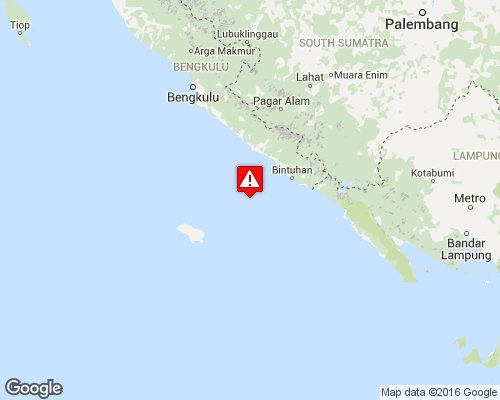 Tiop
Lubuklinggau
Palembang
Arga Makmur
SOUTH SUMATRA
BENGKULU
Lahat
Muara Enim
Bengkulu
Pagar Alam
LAMPUNG
Bintuhan
Kotabumi
Metro
Bandar
Lampung
Google
Map data ©2016 Google